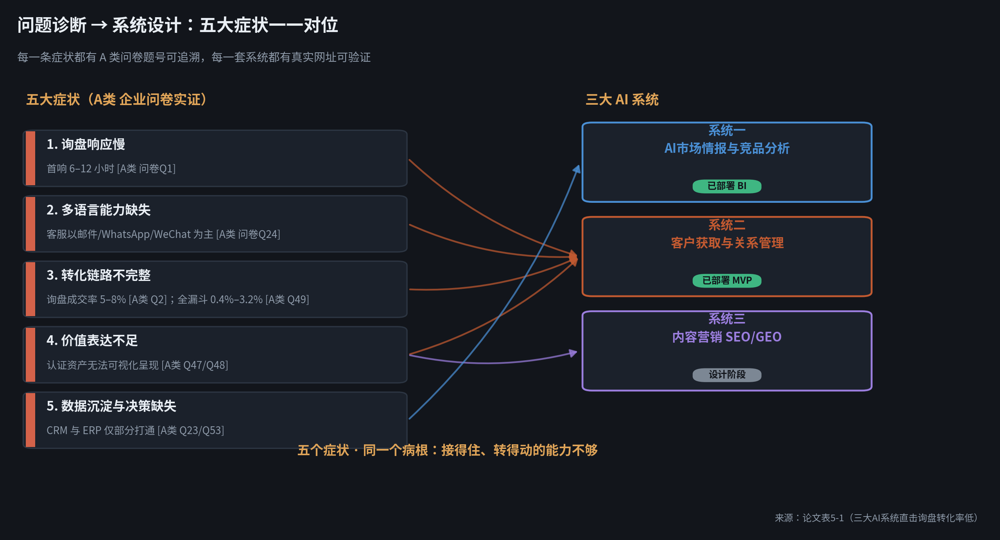 问题诊断 → 系统设计：五大症状一一对位
每一条症状都有 A 类问卷题号可追溯，每一套系统都有真实网址可验证
五大症状（A类 企业问卷实证）
1. 询盘响应慢
首响 6–12 小时 [A类 问卷Q1]
2. 多语言能力缺失
客服以邮件/WhatsApp/WeChat 为主 [A类 问卷Q24]
3. 转化链路不完整
询盘成交率 5–8% [A类 Q2]；全漏斗 0.4%–3.2% [A类 Q49]
4. 价值表达不足
认证资产无法可视化呈现 [A类 Q47/Q48]
5. 数据沉淀与决策缺失
CRM 与 ERP 仅部分打通 [A类 Q23/Q53]
三大 AI 系统
系统一
AI市场情报与竞品分析
已部署 BI
系统二
客户获取与关系管理
已部署 MVP
系统三
内容营销 SEO/GEO
设计阶段
五个症状 · 同一个病根：接得住、转得动的能力不够
来源：论文表5-1（三大AI系统直击询盘转化率低）